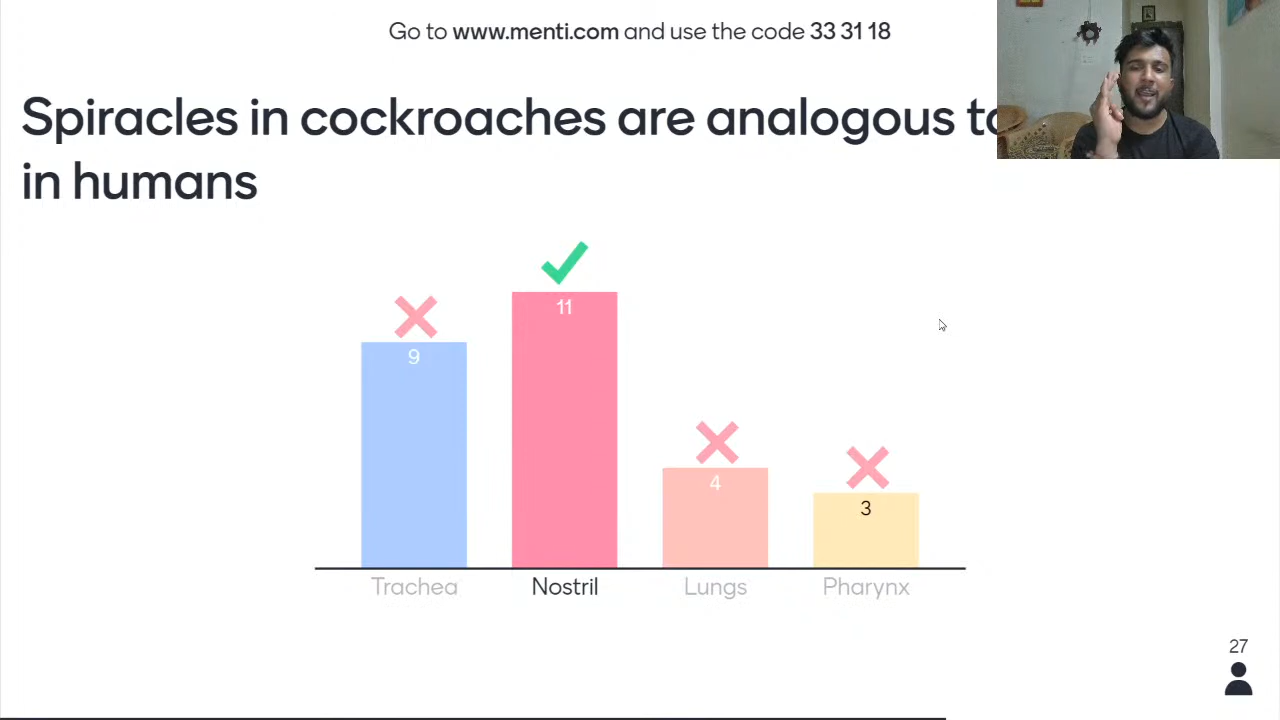 Go to www.menti.com and use the code 33 31 18
Spiracles in cockroaches are analogous
in humans
11
9
4
3
Trachea Nostril Lungs Pharynx
27